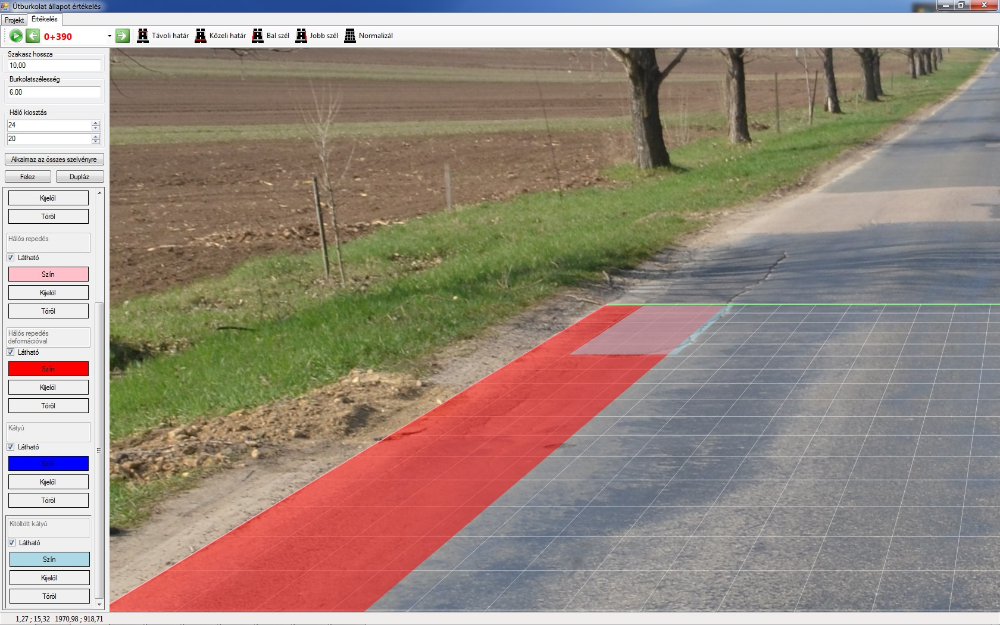 Útburkolat állapot értékelés
Projekt
Értékelés
0+390
Távoli határ
Közeli határ
Bal szél
Jobb szél
Normalizál
Szakasz hossza
10,00
Burkolatszélesség
6,00
Háló kiosztás
24
20
Alkalmaz az összes szelvényre
Felez
Dupláz
Kijelöl
Töröl
Hálós repedés
Látható
Szín
Kijelöl
Töröl
Hálós repedés
deformációval
Látható
Szín
Kijelöl
Töröl
Kátyú
Látható
Szín
Kijelöl
Töröl
Kitöltött kátyú
Látható
Szín
Kijelöl
Töröl
1,27 ; 15,32 1970,98 ; 918,71